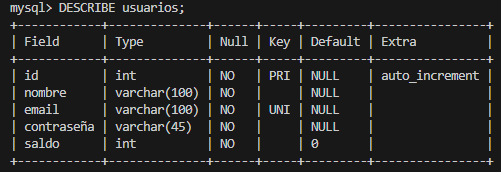 mysql> DESCRIBE usuarios;
+------------+--------------+------+-----+---------+----------------+
| Field      | Type         | Null | Key | Default | Extra          |
+------------+--------------+------+-----+---------+----------------+
| id         | int          | NO   | PRI | NULL    | auto_increment |
| nombre     | varchar(100) | NO   |     | NULL    |                |
| email      | varchar(100) | NO   | UNI | NULL    |                |
| contraseña | varchar(45)  | NO   |     | NULL    |                |
| saldo      | int          | NO   |     | 0       |                |
+------------+--------------+------+-----+---------+----------------+